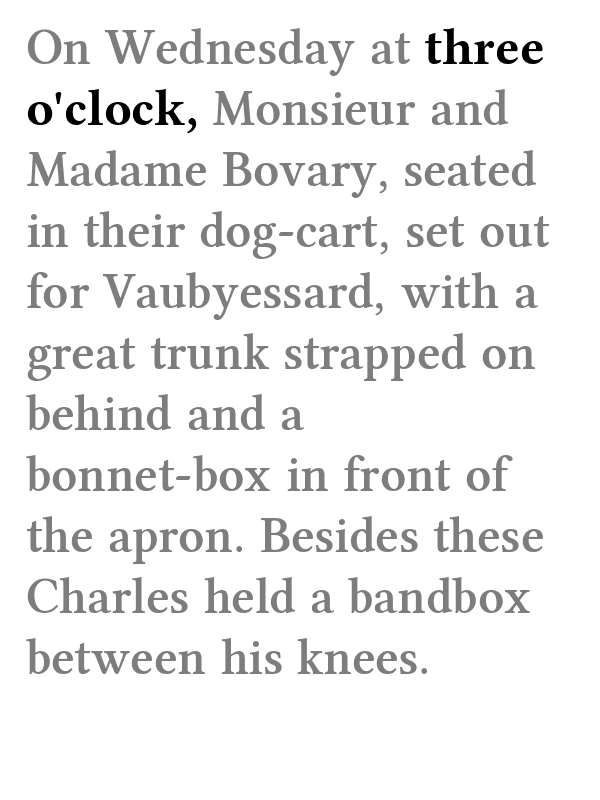 On Wednesday at three
o'clock, Monsieur and
Madame Bovary, seated
in their dog-cart, set out
for Vaubyessard, with a
great trunk strapped on
behind and a
bonnet-box in front of
the apron. Besides these
Charles held a bandbox
between his knees.